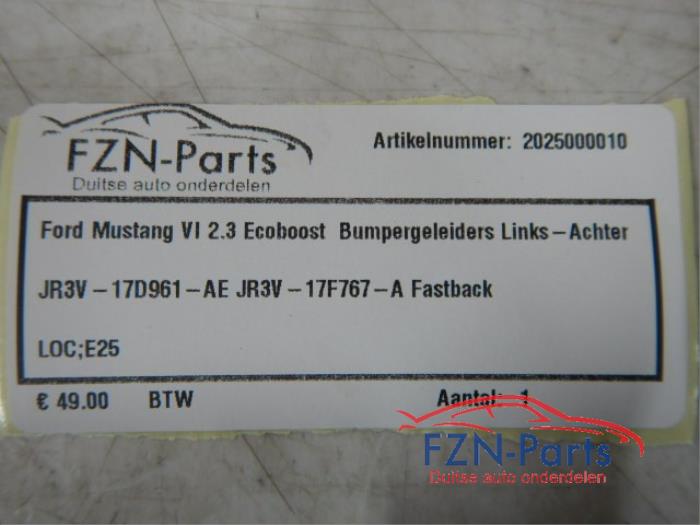 FZN-Parts
Duitse auto onderdelen
Artikelnummer: 2025000010
Ford Mustang VI 2.3 Ecoboost Bumpergeleiders Links-Achter
JR3V-17D961-AE JR3V-17F767-A Fastback
LOC;E25
€ 49.00 BTW Aantal: 1
FZN-Parts
Duitse auto onderdelen